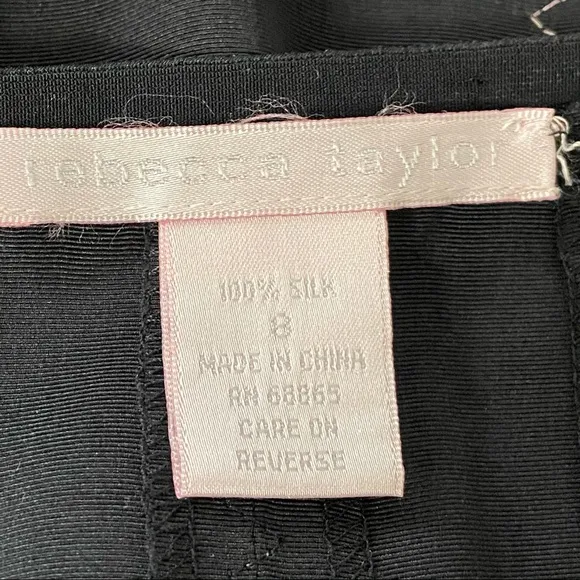 rebecca taylor
100% SILK
8
MADE IN CHINA
RN 68865
CARE ON
REVERSE